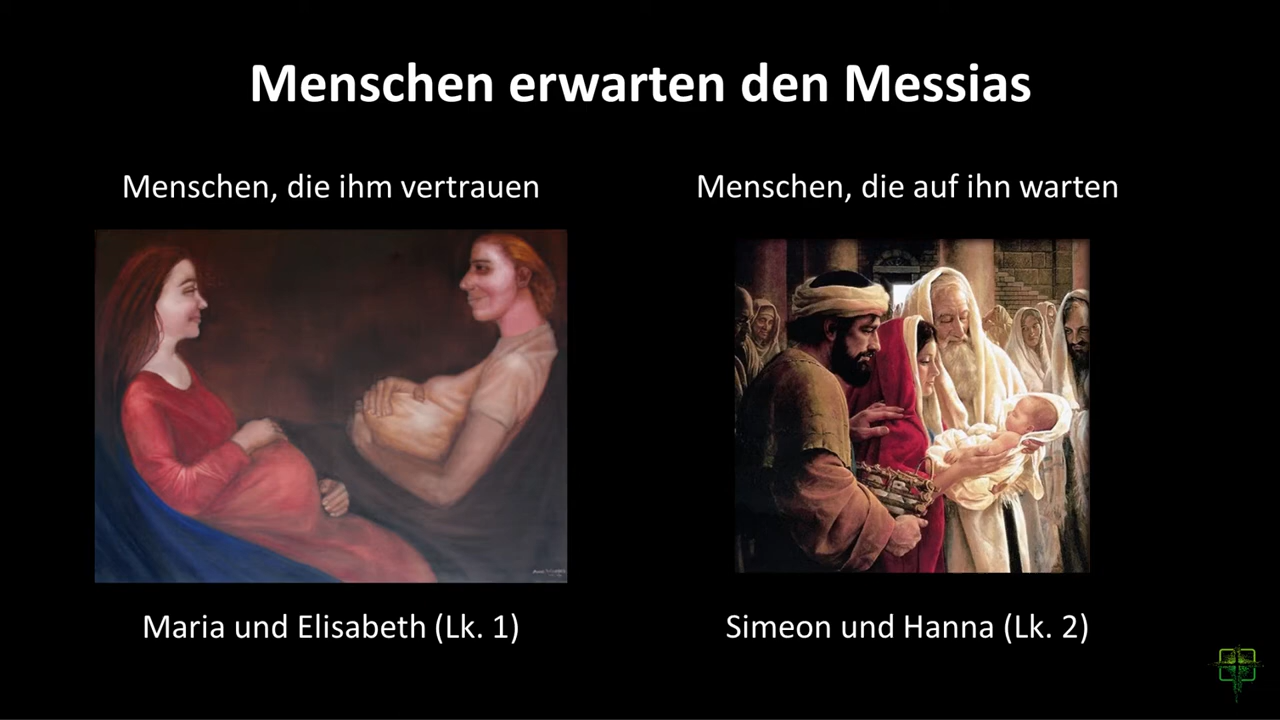 Menschen erwarten den Messias
Menschen, die ihm vertrauen
Menschen, die auf ihn warten
Maria und Elisabeth (Lk. 1)
Simeon und Hanna (Lk. 2)